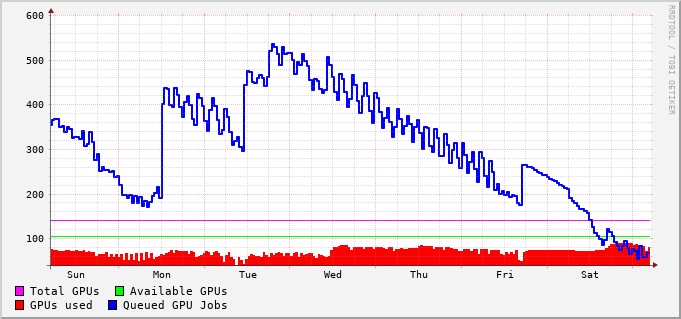 600
500
400
300
200
100
Sun Mon Tue Wed Thu Fri Sat
Total GPUs Available GPUs
GPUs used Queued GPU Jobs
RRDTOOL / TOBI OETIKER